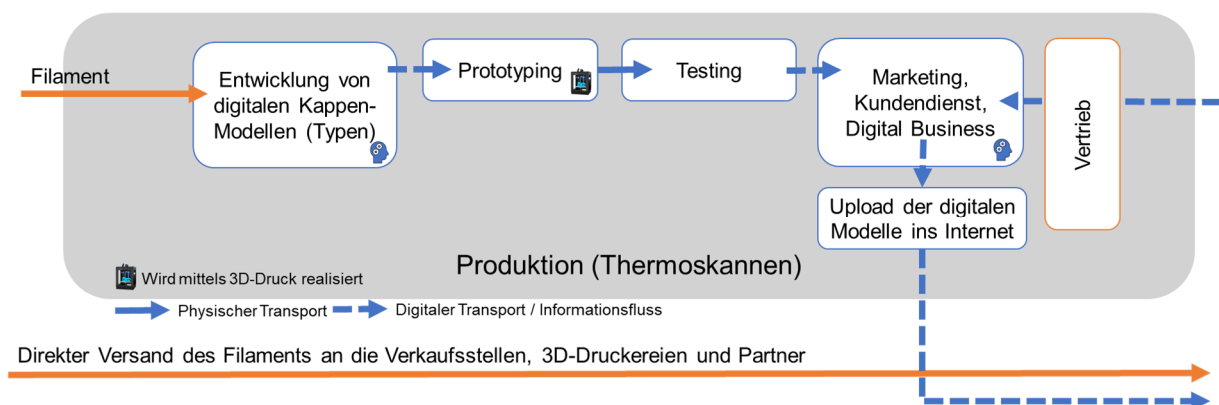 Filament
Entwicklung von
digitalen Kappen-
Modellen (Typen)
Prototyping
Testing
Marketing,
Kundendienst,
Digital Business
Vertrieb
Upload der digitalen
Modelle ins Internet
Produktion (Thermoskannen)
Wird mittels 3D-Druck realisiert
Physischer Transport
Digitaler Transport / Informationsfluss
Direkter Versand des Filaments an die Verkaufsstellen, 3D-Druckereien und Partner